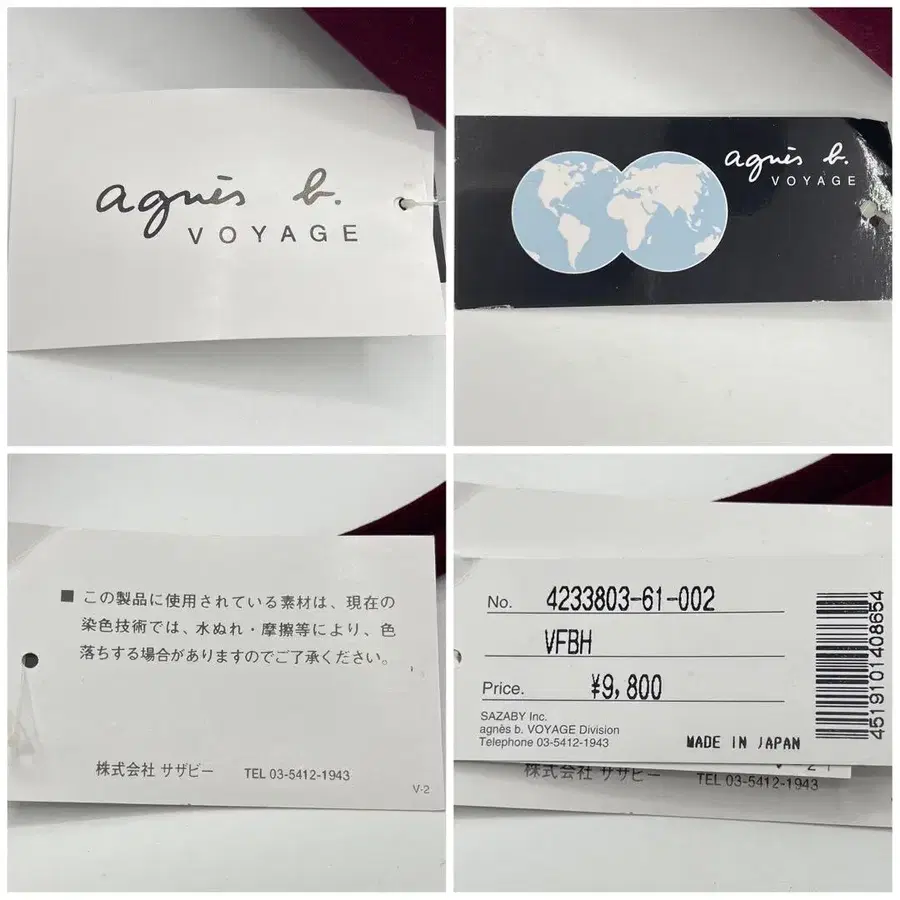 agnès b.
VOYAGE
agnès b.
VOYAGE
■ この製品に使用されている素材は、現在の
染色技術では、水ぬれ・摩擦等により、色
落ちする場合がありますのでご了承ください。
株式会社 サザビー TEL 03-5412-1943
V-2
No. 4233803-61-002
VFBH
Price. ¥9,800
SAZABY Inc.
agnès b. VOYAGE Division
Telephone 03-5412-1943
MADE IN JAPAN
4519101408654
株式会社 サザビー TEL 03-5412-1943